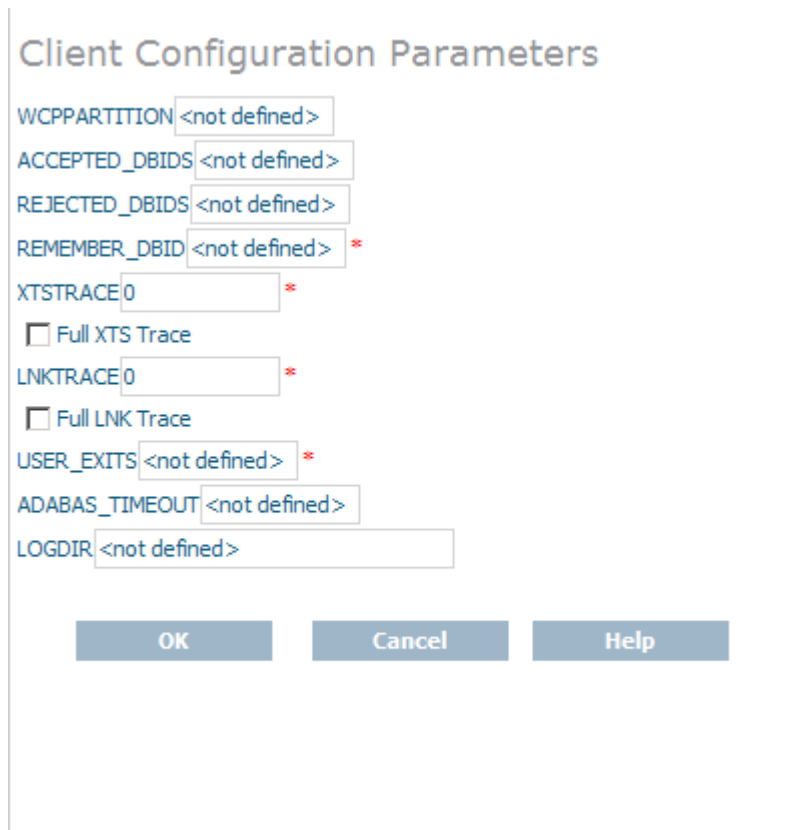 Client Configuration Parameters
WCPPARTITION <not defined>
ACCEPTED_DBIDS <not defined>
REJECTED_DBIDS <not defined>
REMEMBER_DBID <not defined> *
XTSTRACE 0 *
Full XTS Trace
LNKTRACE 0 *
Full LNK Trace
USER_EXITS <not defined> *
ADABAS_TIMEOUT <not defined>
LOGDIR <not defined>
OK Cancel Help